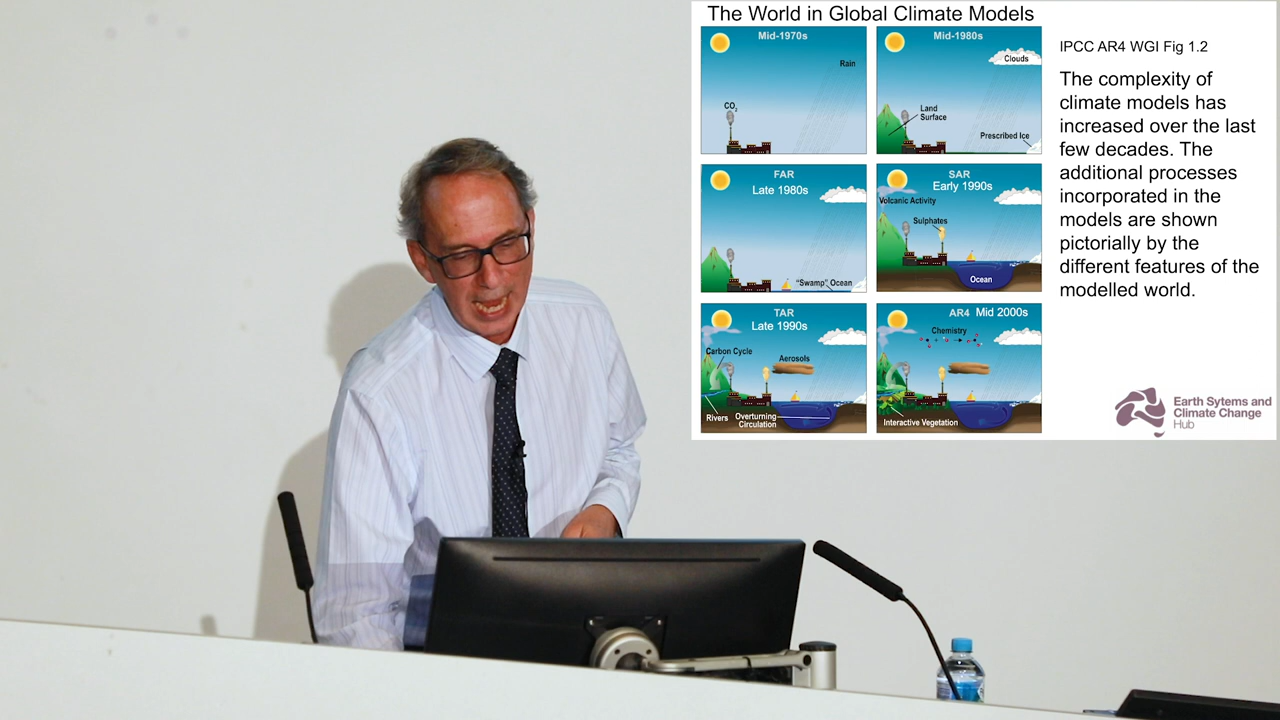 The World in Global Climate Models
Mid-1970s
Rain
CO2
Mid-1980s
Clouds
Land
Surface
Prescribed Ice
FAR
Late 1980s
“Swamp” Ocean
SAR
Early 1990s
Volcanic Activity
Sulphates
Ocean
TAR
Late 1990s
Carbon Cycle
Aerosols
Rivers
Overturning
Circulation
AR4 Mid 2000s
Chemistry
Interactive Vegetation
IPCC AR4 WGI Fig 1.2
The complexity of
climate models has
increased over the last
few decades. The
additional processes
incorporated in the
models are shown
pictorially by the
different features of the
modelled world.
Earth Sytems and
Climate Change
Hub